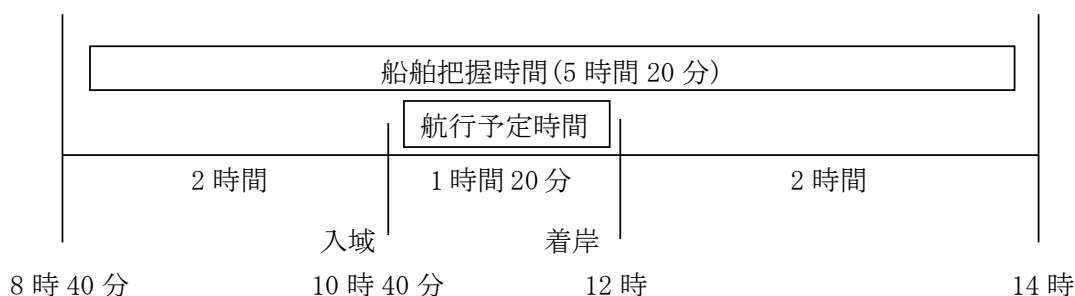 船舶把握時間(5 時間 20 分)
航行予定時間
2 時間 1 時間 20 分 2 時間
入域 着岸
8 時 40 分 10 時 40 分 12 時 14 時